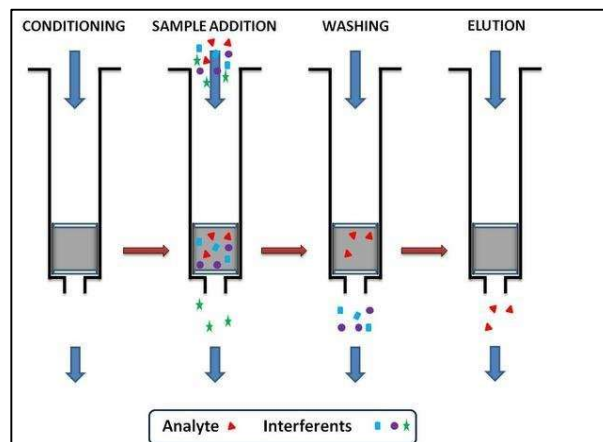 CONDITIONING SAMPLE ADDITION WASHING ELUTION
Analyte Interferents